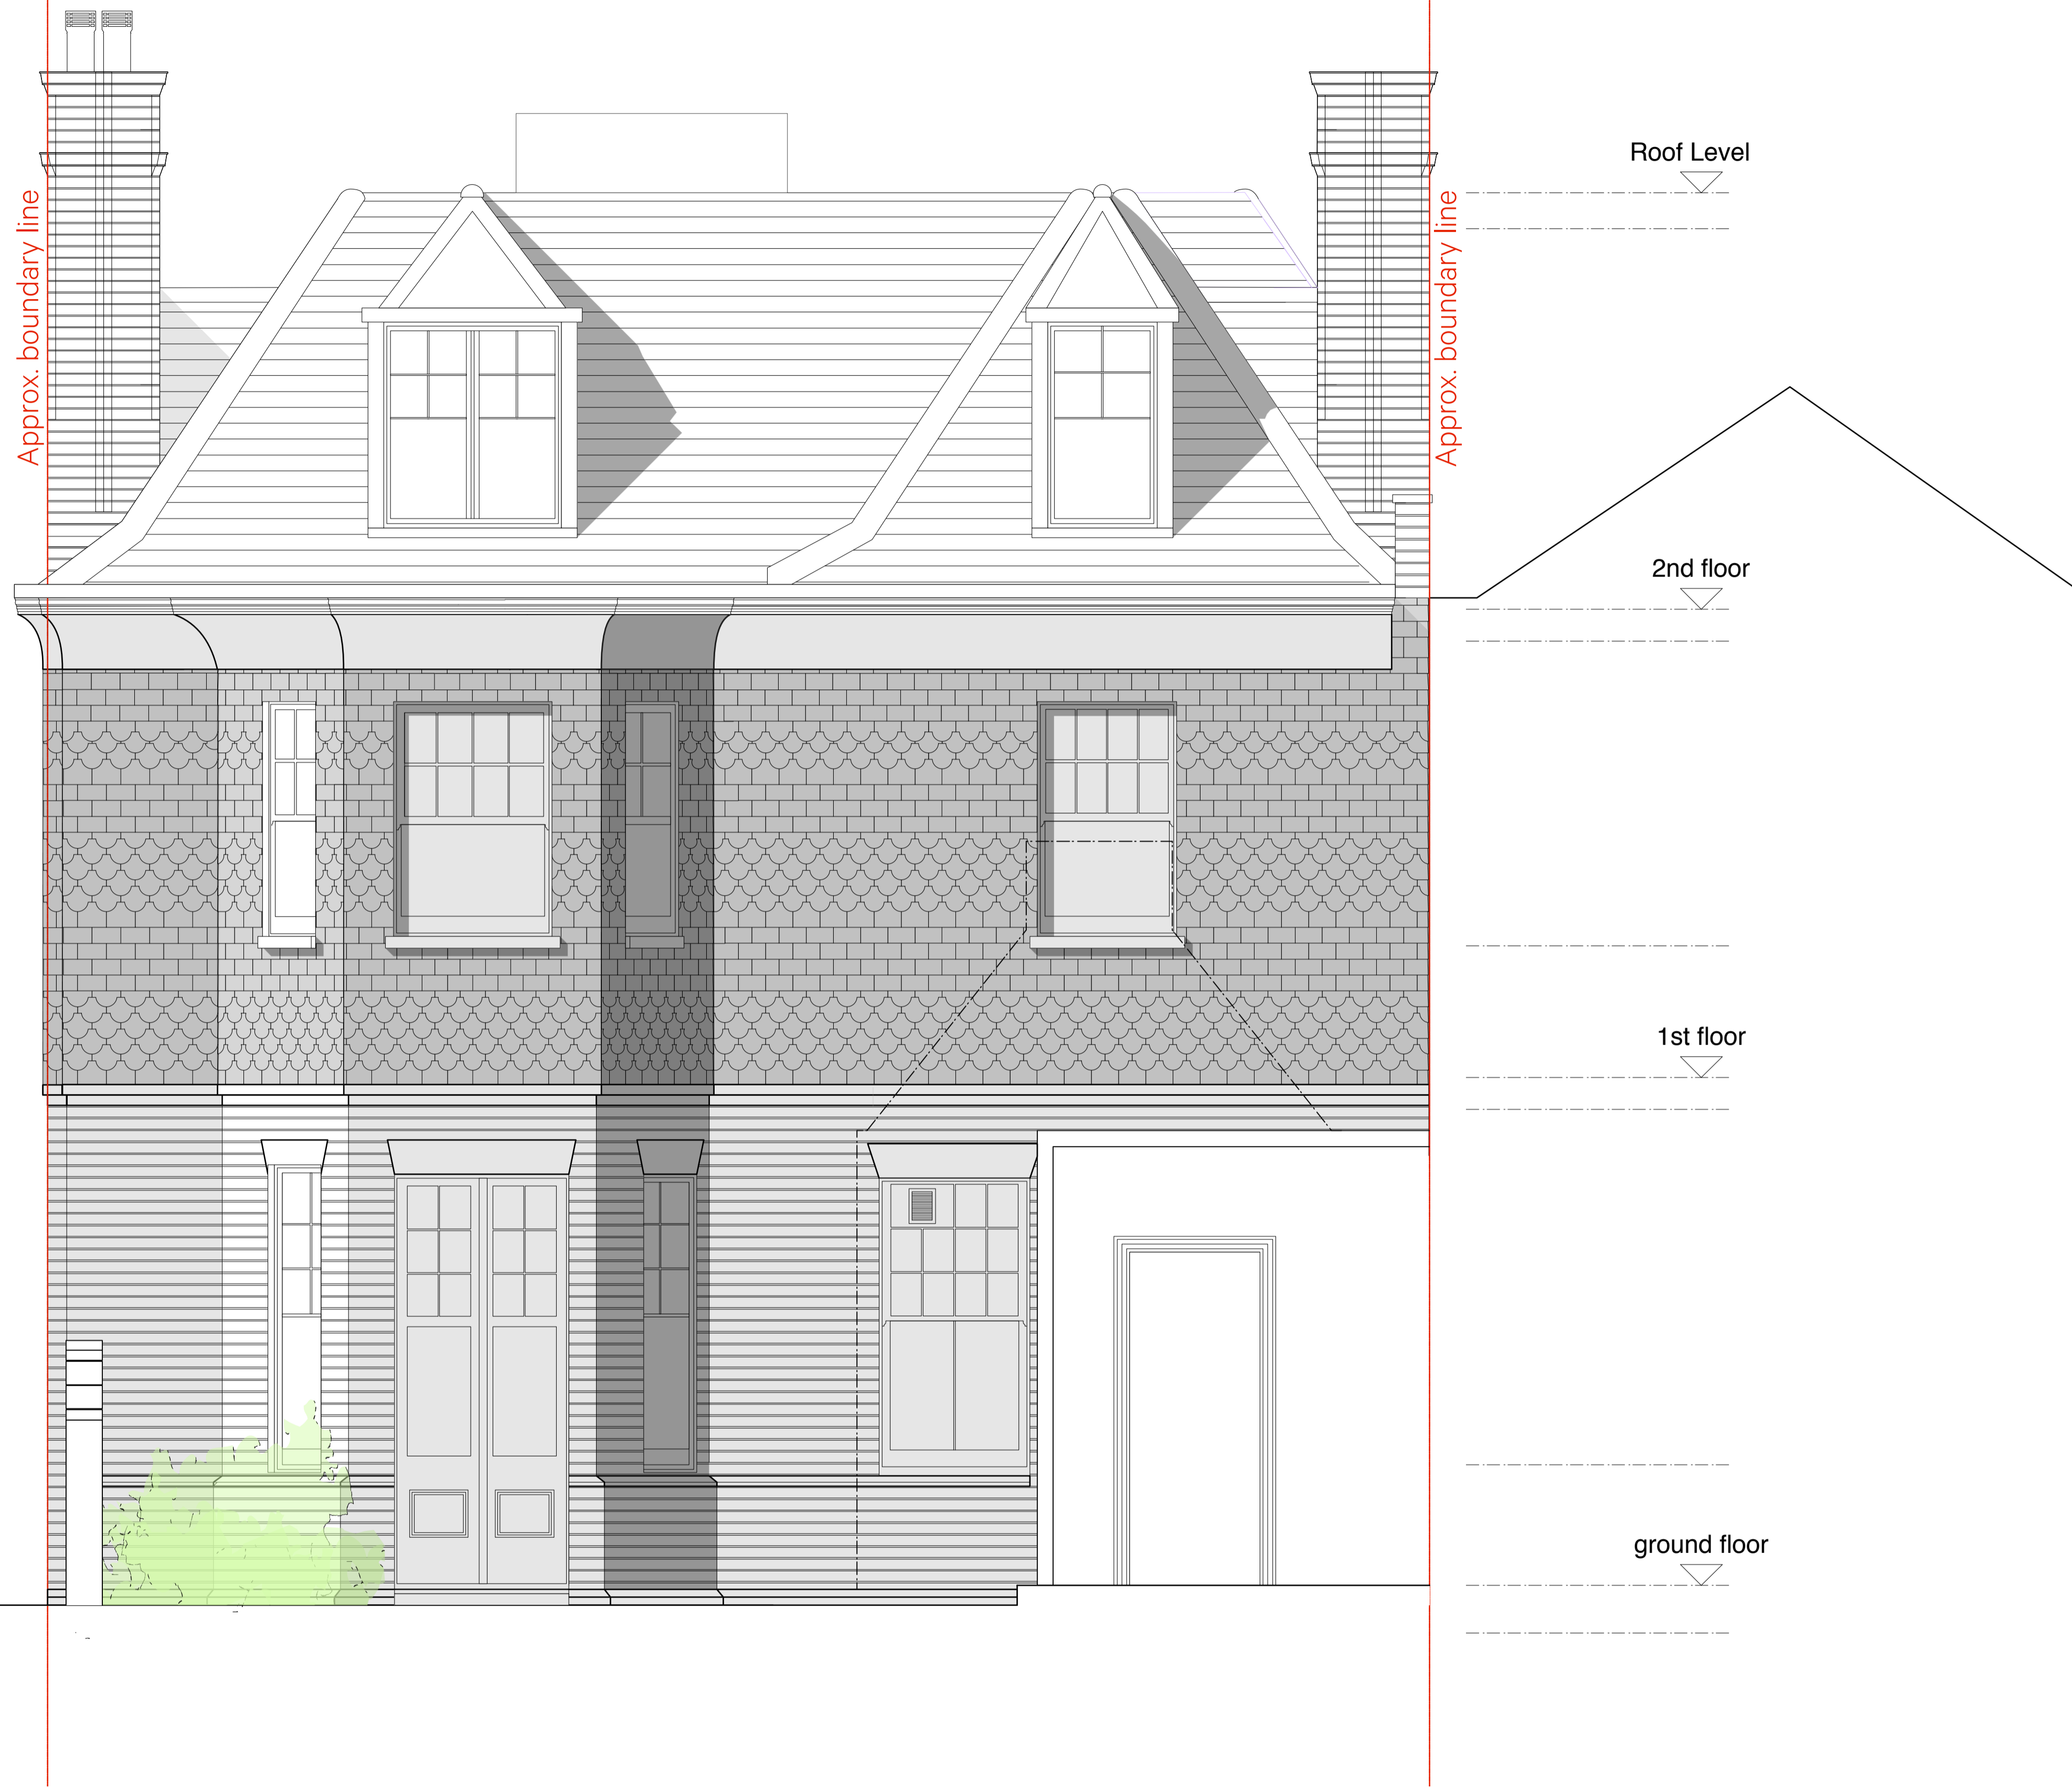 Approx. boundary line
Approx. boundary line
Roof Level
2nd floor
1st floor
ground floor